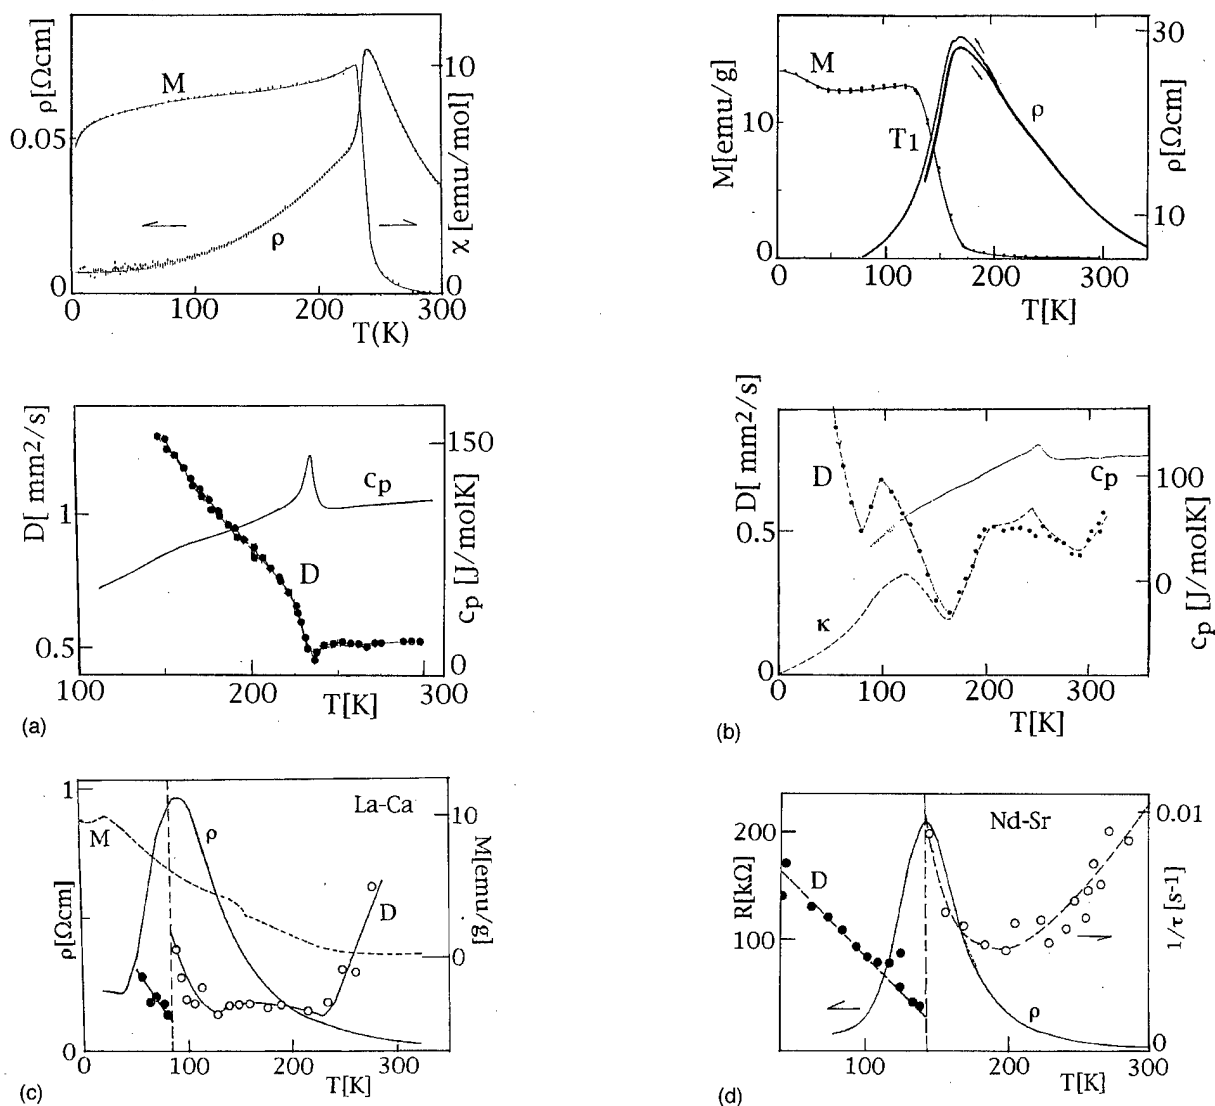 ρ[Ωcm]
0.05
0
M
ρ
10
0
χ [emu/mol]
0 100 200 300
T(K)
M[emu/g]
10
0
M
T1
ρ
30
10
ρ[Ωcm]
0 100 200 300
T[K]
D[ mm2/s]
1
0.5
cp
D
150
0
cp [J/molK]
100 200 300
T[K]
(a)
D[ mm2/s]
0.5
0
D
cp
κ
100
0
cp [J/molK]
0 100 200 300
T[K]
(b)
ρ[Ωcm]
1
0
La-Ca
M
ρ
D
10
0
M[emu/g]
0 100 200 300
T[K]
(c)
R[kΩ]
200
100
Nd-Sr
D
ρ
0.01
0
1/τ [s-1]
100 200 300
T[K]
(d)